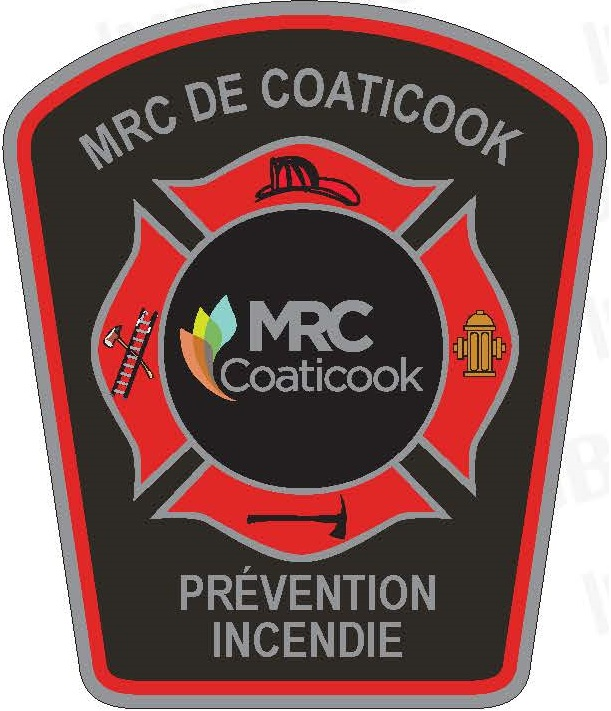 MRC DE COATICOOK
MRC
Coaticook
PRÉVENTION
INCENDIE